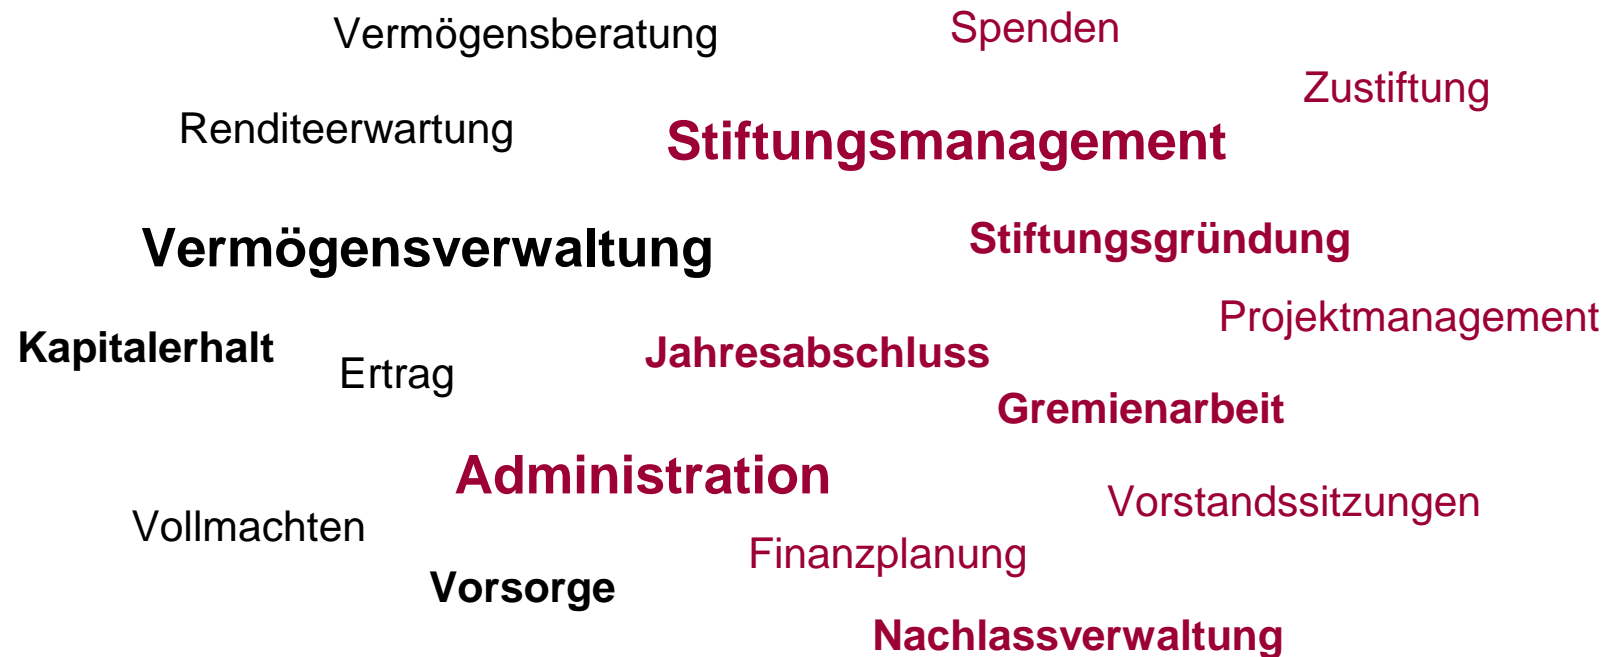 Vermögensberatung
Spenden
Zustiftung
Renditeerwartung
Stiftungsmanagement
Vermögensverwaltung
Stiftungsgründung
Projektmanagement
Kapitalerhalt
Jahresabschluss
Ertrag
Gremienarbeit
Administration
Vorstandssitzungen
Vollmachten
Finanzplanung
Vorsorge
Nachlassverwaltung